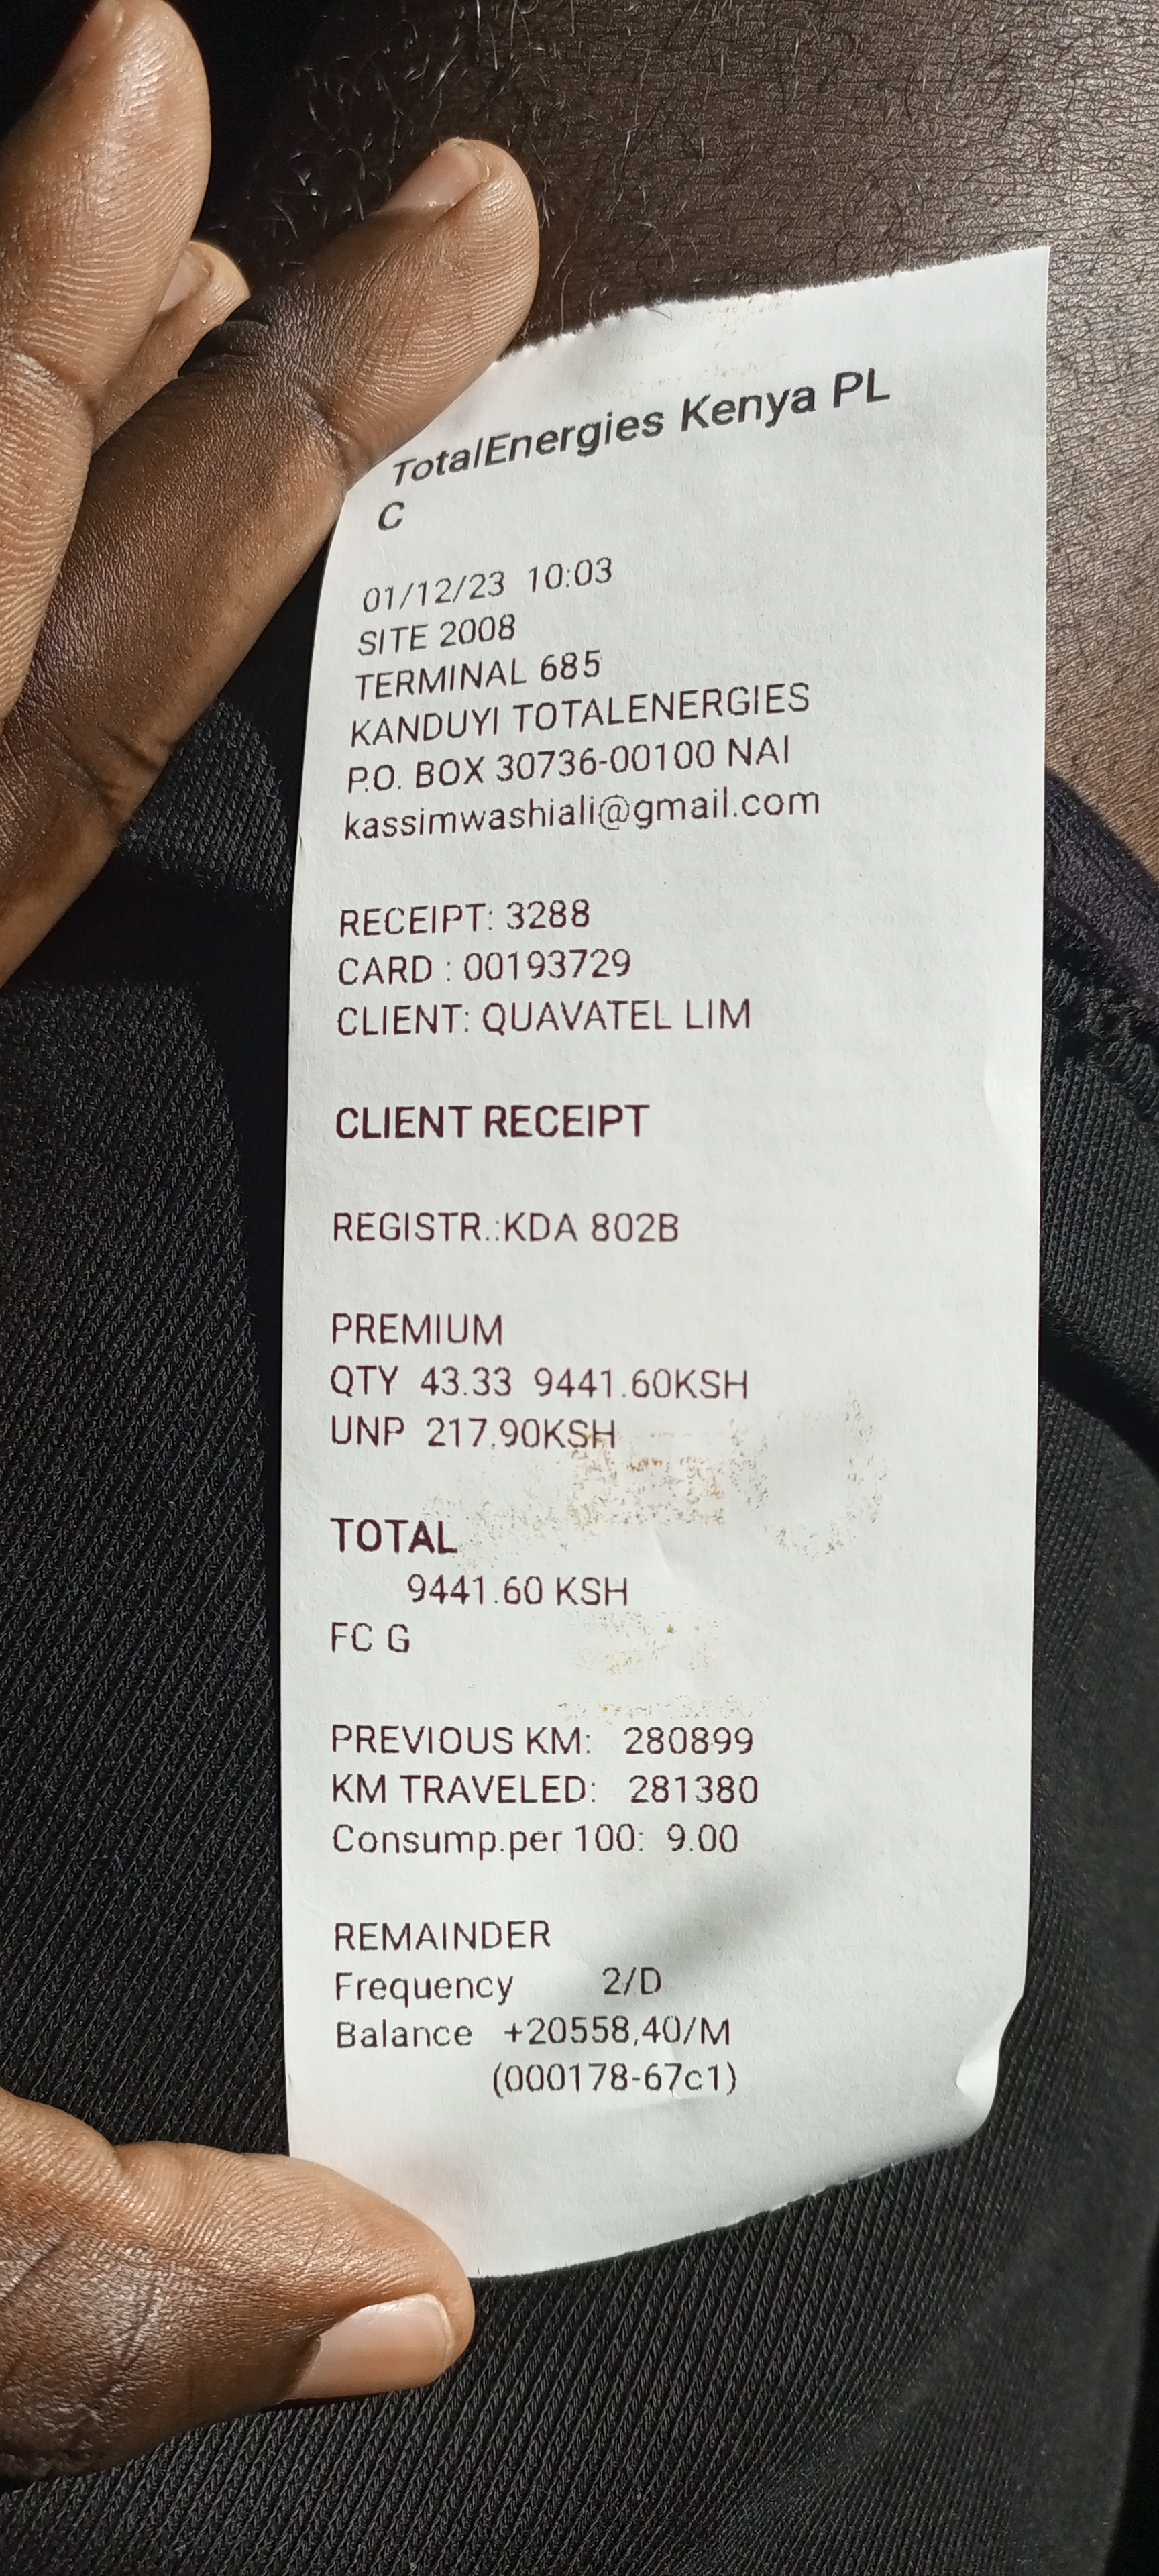 TotalEnergies Kenya PL
C
01/12/23 10:03
SITE 2008
TERMINAL 685
KANDUYI TOTALENERGIES
P.O. BOX 30736-00100 NAI
kassimwashiali@gmail.com
RECEIPT: 3288
CARD : 00193729
CLIENT: QUAVATEL LIM
CLIENT RECEIPT
REGISTR.:KDA 802B
PREMIUM
QTY 43.33 9441.60KSH
UNP 217.90KSH
TOTAL
9441.60 KSH
FC G
PREVIOUS KM: 280899
KM TRAVELED: 281380
Consump.per 100: 9.00
REMAINDER
Frequency 2/D
Balance +20558,40/M
(000178-67c1)